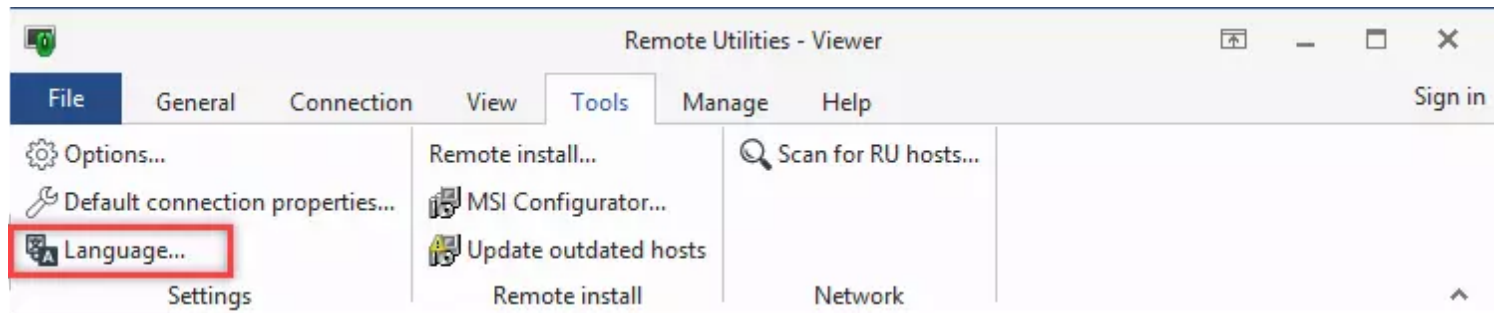 Remote Utilities - Viewer
File General Connection View Tools Manage Help Sign in
Options... Remote install... Scan for RU hosts...
Default connection properties... MSI Configurator...
Language... Update outdated hosts
Settings Remote install Network